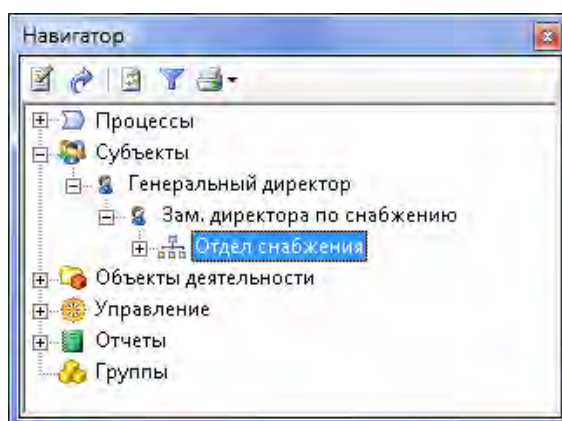 Навигатор
Процессы
Субъекты
Генеральный директор
Зам. директора по снабжению
Отдел снабжения
Объекты деятельности
Управление
Отчеты
Группы